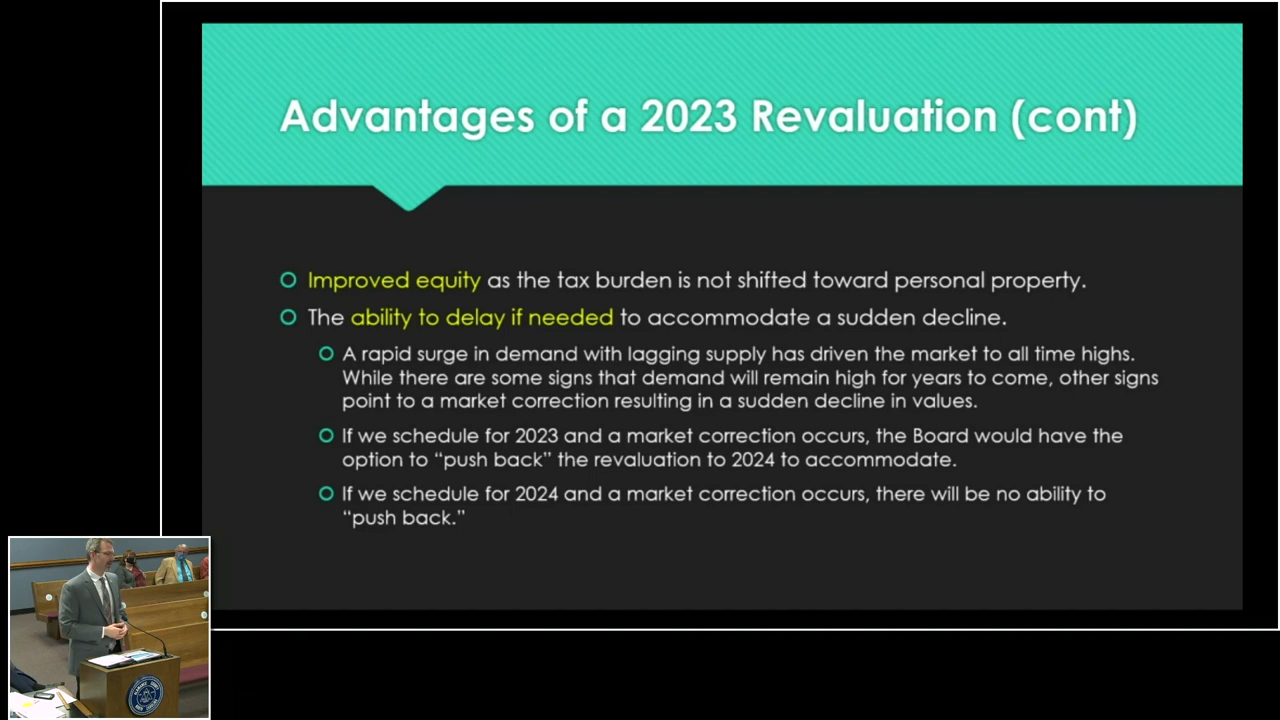 Advantages of a 2023 Revaluation (cont)
Improved equity as the tax burden is not shifted toward personal property.
The ability to delay if needed to accommodate a sudden decline.
A rapid surge in demand with lagging supply has driven the market to all time highs.
While there are some signs that demand will remain high for years to come, other signs
point to a market correction resulting in a sudden decline in values.
If we schedule for 2023 and a market correction occurs, the Board would have the
option to “push back” the revaluation to 2024 to accommodate.
If we schedule for 2024 and a market correction occurs, there will be no ability to
“push back.”